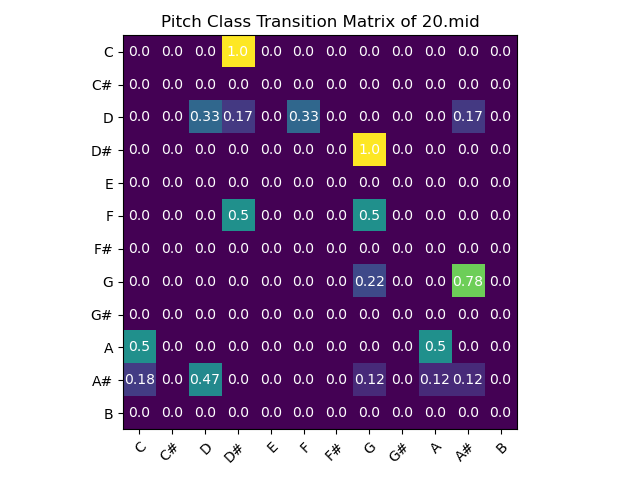 Pitch Class Transition Matrix of 20.mid
C 0.0 0.0 0.0 1.0 0.0 0.0 0.0 0.0 0.0 0.0 0.0 0.0
C# 0.0 0.0 0.0 0.0 0.0 0.0 0.0 0.0 0.0 0.0 0.0 0.0
D 0.0 0.0 0.33 0.17 0.0 0.33 0.0 0.0 0.0 0.0 0.17 0.0
D# 0.0 0.0 0.0 0.0 0.0 0.0 0.0 1.0 0.0 0.0 0.0 0.0
E 0.0 0.0 0.0 0.0 0.0 0.0 0.0 0.0 0.0 0.0 0.0 0.0
F 0.0 0.0 0.0 0.5 0.0 0.0 0.0 0.5 0.0 0.0 0.0 0.0
F# 0.0 0.0 0.0 0.0 0.0 0.0 0.0 0.0 0.0 0.0 0.0 0.0
G 0.0 0.0 0.0 0.0 0.0 0.0 0.0 0.22 0.0 0.0 0.78 0.0
G# 0.0 0.0 0.0 0.0 0.0 0.0 0.0 0.0 0.0 0.0 0.0 0.0
A 0.5 0.0 0.0 0.0 0.0 0.0 0.0 0.0 0.0 0.5 0.0 0.0
A# 0.18 0.0 0.47 0.0 0.0 0.0 0.0 0.12 0.0 0.12 0.12 0.0
B 0.0 0.0 0.0 0.0 0.0 0.0 0.0 0.0 0.0 0.0 0.0 0.0
C C# D D# E F F# G G# A A# B